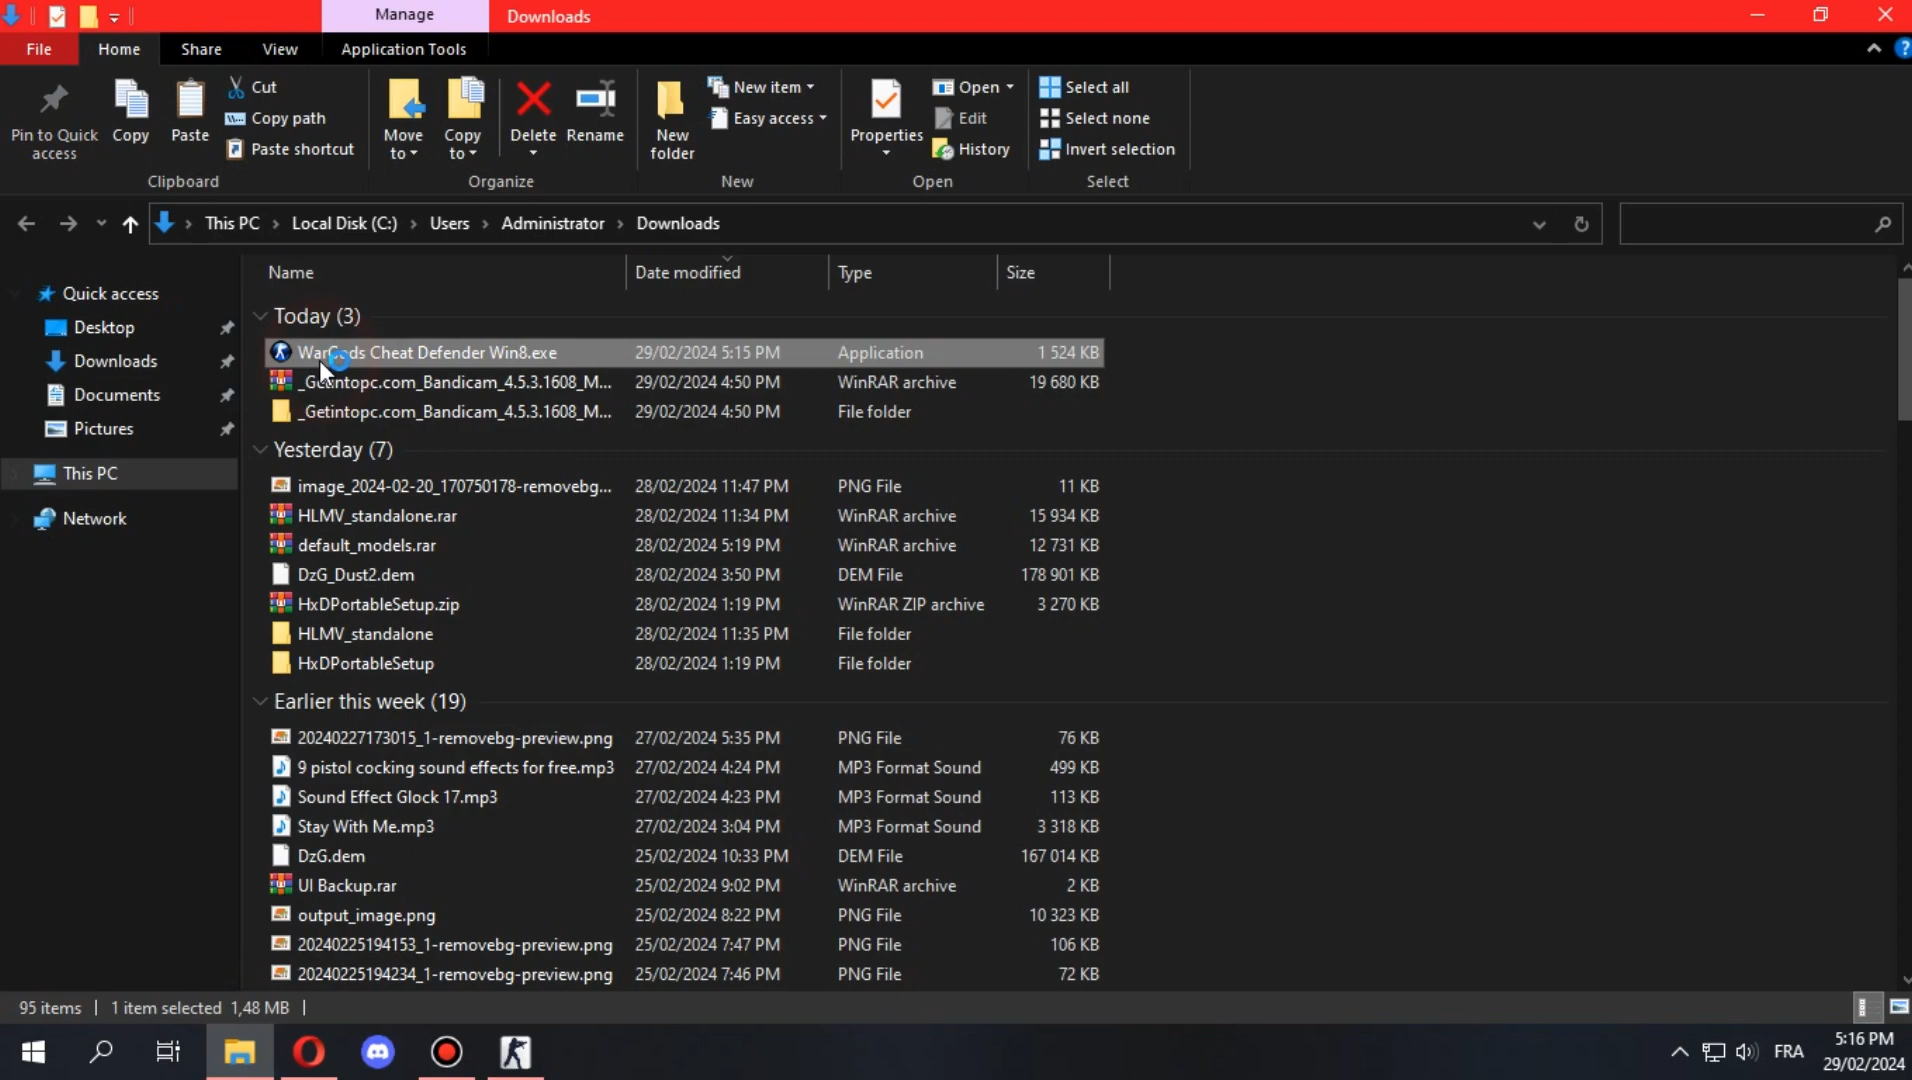 Manage
Downloads
File
Home
Share
View
Application Tools
Pin to Quick access
Copy
Paste
Cut
Copy path
Paste shortcut
Clipboard
Move to
Copy to
Delete
Rename
Organize
New folder
New item
Easy access
New
Properties
Open
Edit
History
Open
Select all
Select none
Invert selection
Select
This PC > Local Disk (C:) > Users > Administrator > Downloads
Name Date modified Type Size
Quick access
Desktop
Downloads
Documents
Pictures
This PC
Network
Today (3)
Cheat Defender Win8.exe 29/02/2024 5:15 PM Application 1 524 KB
_Getintopc.com_Bandicam_4.5.3.1608_M... 29/02/2024 4:50 PM WinRAR archive 19 680 KB
_Getintopc.com_Bandicam_4.5.3.1608_M... 29/02/2024 4:50 PM File folder
Yesterday (7)
image_2024-02-20_170750178-removebg... 28/02/2024 11:47 PM PNG File 11 KB
HLMV_standalone.rar 28/02/2024 11:34 PM WinRAR archive 15 934 KB
default_models.rar 28/02/2024 5:19 PM WinRAR archive 12 731 KB
DzG_Dust2.dem 28/02/2024 3:50 PM DEM File 178 901 KB
HxDPortableSetup.zip 28/02/2024 1:19 PM WinRAR ZIP archive 3 270 KB
HLMV_standalone 28/02/2024 11:35 PM File folder
HxDPortableSetup 28/02/2024 1:19 PM File folder
Earlier this week (19)
20240227173015_1-removebg-preview.png 27/02/2024 5:35 PM PNG File 76 KB
9 pistol cocking sound effects for free.mp3 27/02/2024 4:24 PM MP3 Format Sound 499 KB
Sound Effect Glock 17.mp3 27/02/2024 4:23 PM MP3 Format Sound 113 KB
Stay With Me.mp3 27/02/2024 3:04 PM MP3 Format Sound 3 318 KB
DzG.dem 25/02/2024 10:33 PM DEM File 167 014 KB
UI Backup.rar 25/02/2024 9:02 PM WinRAR archive 2 KB
output_image.png 25/02/2024 8:22 PM PNG File 10 323 KB
20240225194153_1-removebg-preview.png 25/02/2024 7:47 PM PNG File 106 KB
20240225194234_1-removebg-preview.png 25/02/2024 7:46 PM PNG File 72 KB
95 items | 1 item selected 1,48 MB |
FRA
5:16 PM
29/02/2024